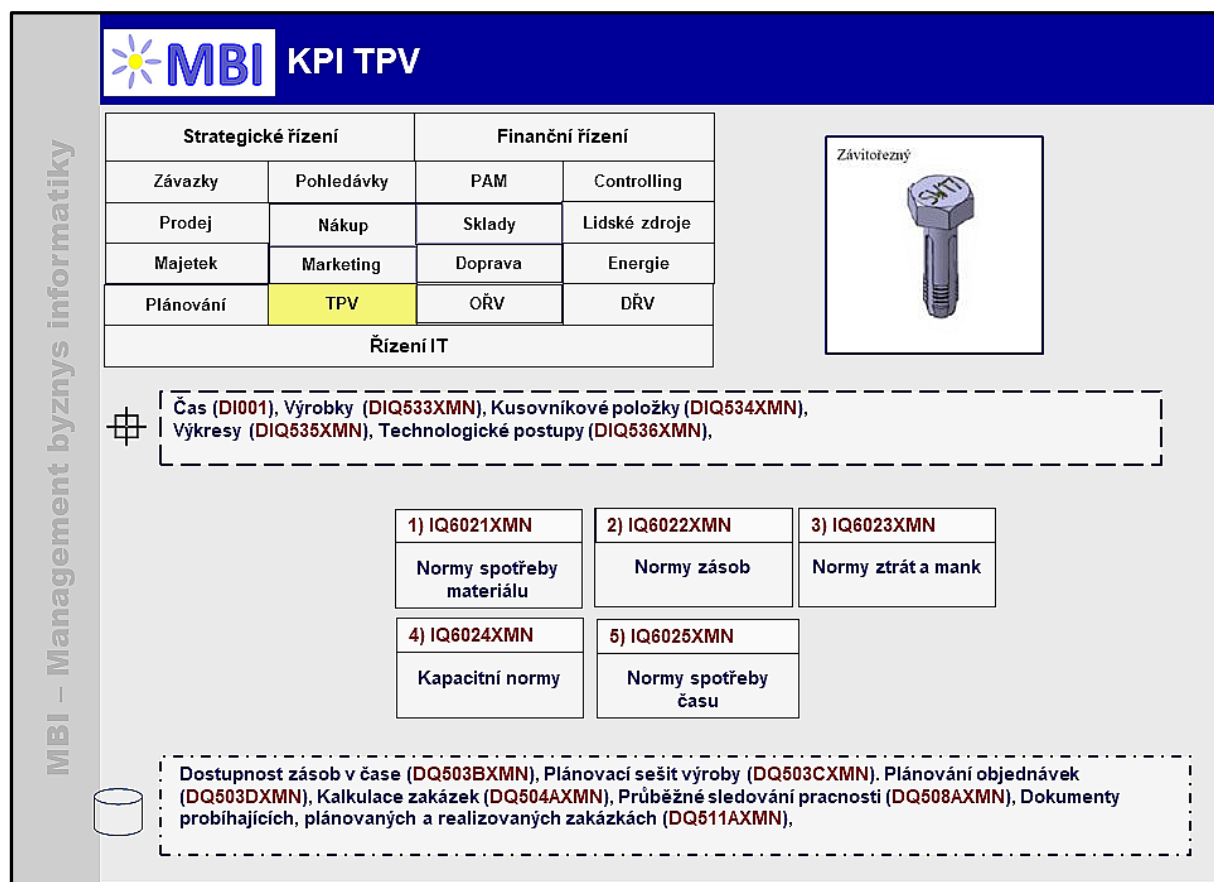 MBI
KPI TPV
MBI – Management byznys informatiky
Strategické řízení
Finanční řízení
Závazky
Pohledávky
PAM
Controlling
Prodej
Nákup
Sklady
Lidské zdroje
Majetek
Marketing
Doprava
Energie
Plánování
TPV
OŘV
DŘV
Řízení IT
Závitořezný
SW17
Čas (DI001), Výrobky (DIQ533XMN), Kusovníkové položky (DIQ534XMN),
Výkresy (DIQ535XMN), Technologické postupy (DIQ536XMN),
1) IQ6021XMN
Normy spotřeby
materiálu
2) IQ6022XMN
Normy zásob
3) IQ6023XMN
Normy ztrát a mank
4) IQ6024XMN
Kapacitní normy
5) IQ6025XMN
Normy spotřeby
času
Dostupnost zásob v čase (DQ503BXMN), Plánovací sešit výroby (DQ503CXMN). Plánování objednávek
(DQ503DXMN), Kalkulace zakázek (DQ504AXMN), Průběžné sledování pracnosti (DQ508AXMN), Dokumenty
probíhajících, plánovaných a realizovaných zakázkách (DQ511AXMN),